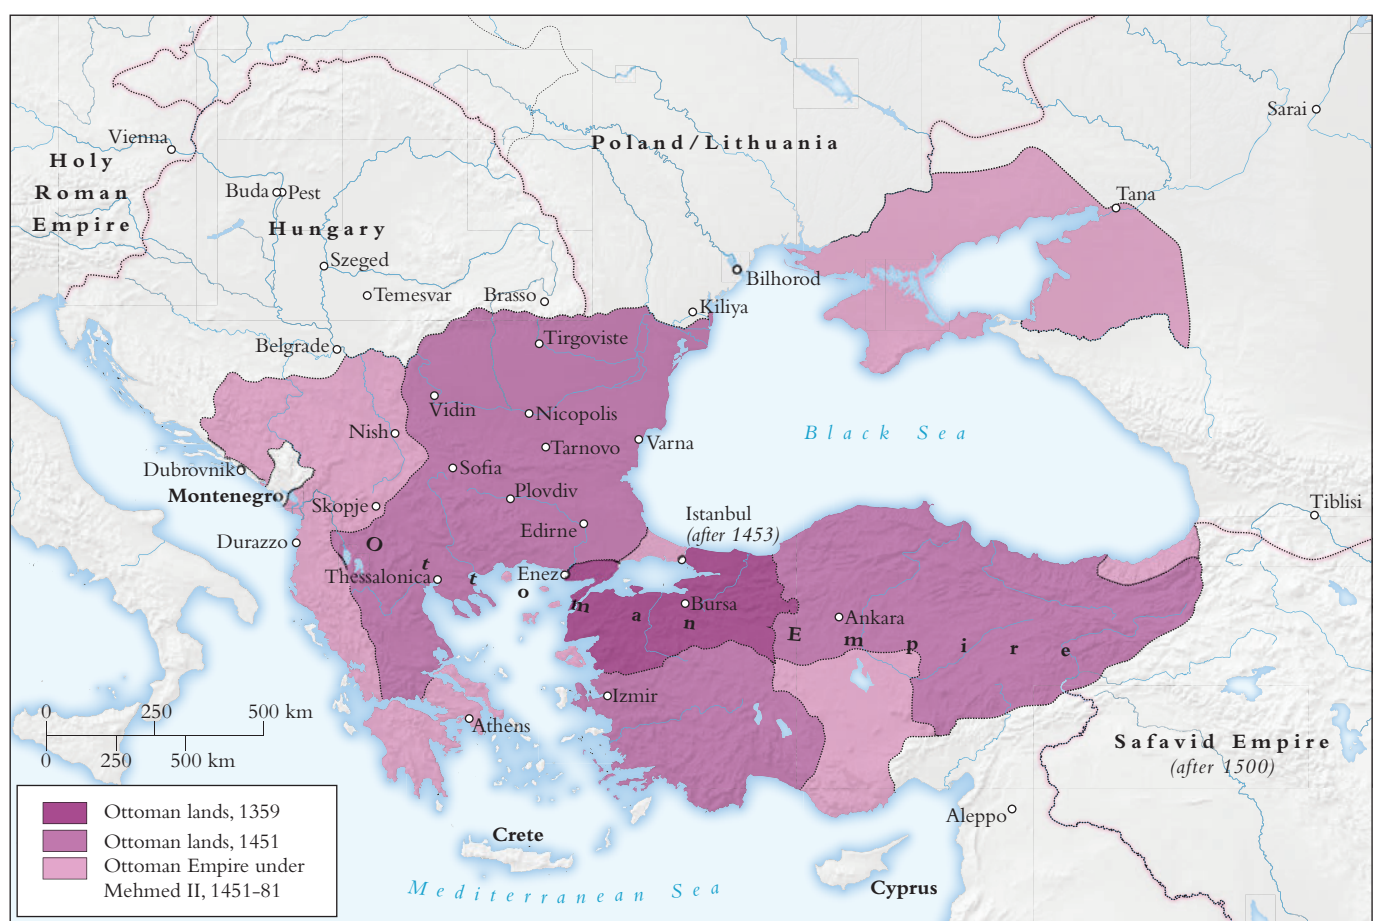 Sarai
Vienna
Poland/Lithuania
Holy
Roman
Empire
Buda
Pest
Tana
Hungary
Szeged
Bilhorod
Temesvar
Brasso
Kiliya
Tirgoviste
Belgrade
Vidin
Nicopolis
Black Sea
Nish
Tarnovo
Varna
Dubrovnik
Sofia
Montenegro
Plovdiv
Skopje
Istanbul
(after 1453)
Tiblisi
Edirne
Durazzo
Thessalonica
Enez
Ottoman Empire
Bursa
Ankara
Izmir
0 250 500 km
0 250 500 km
Athens
Safavid Empire
(after 1500)
Ottoman lands, 1359
Ottoman lands, 1451
Ottoman Empire under
Mehmed II, 1451-81
Aleppo
Crete
Cyprus
Mediterranean Sea